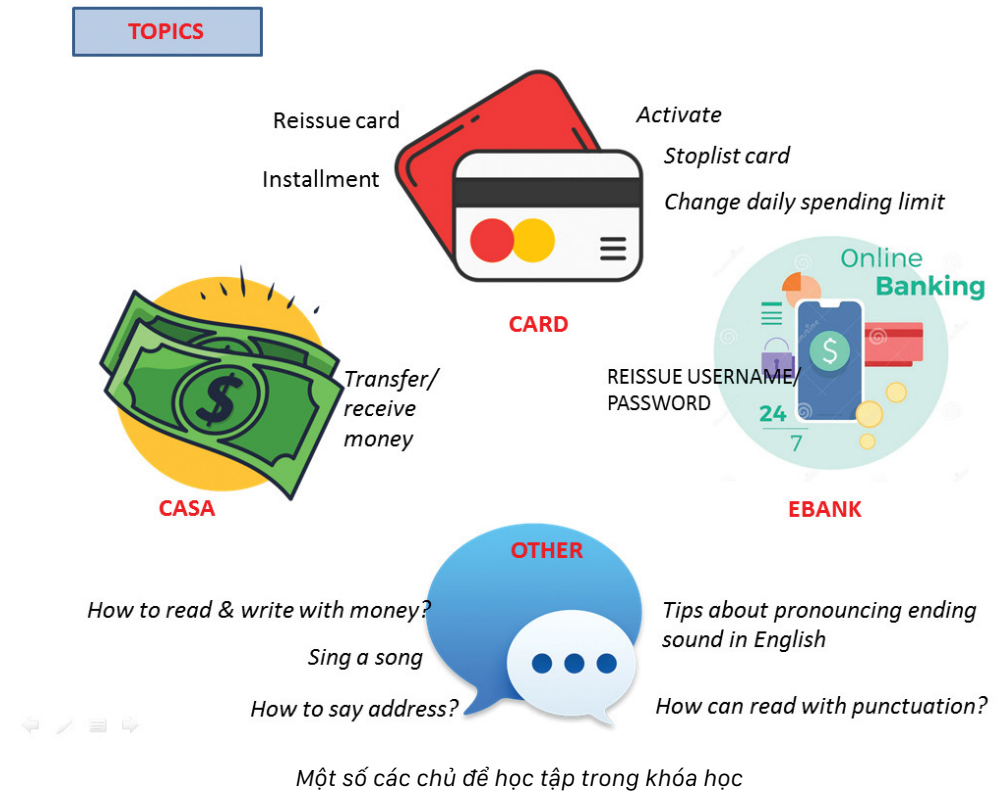 TOPICS
Reissue card
Installment
Activate
Stoplist card
Change daily spending limit
CARD
Transfer/
receive
money
CASA
Online
Banking
$
$
REISSUE USERNAME/
PASSWORD
24
7
EBANK
OTHER
How to read & write with money?
Sing a song
How to say address?
Tips about pronouncing ending
sound in English
How can read with punctuation?
Một số các chủ để học tập trong khóa học